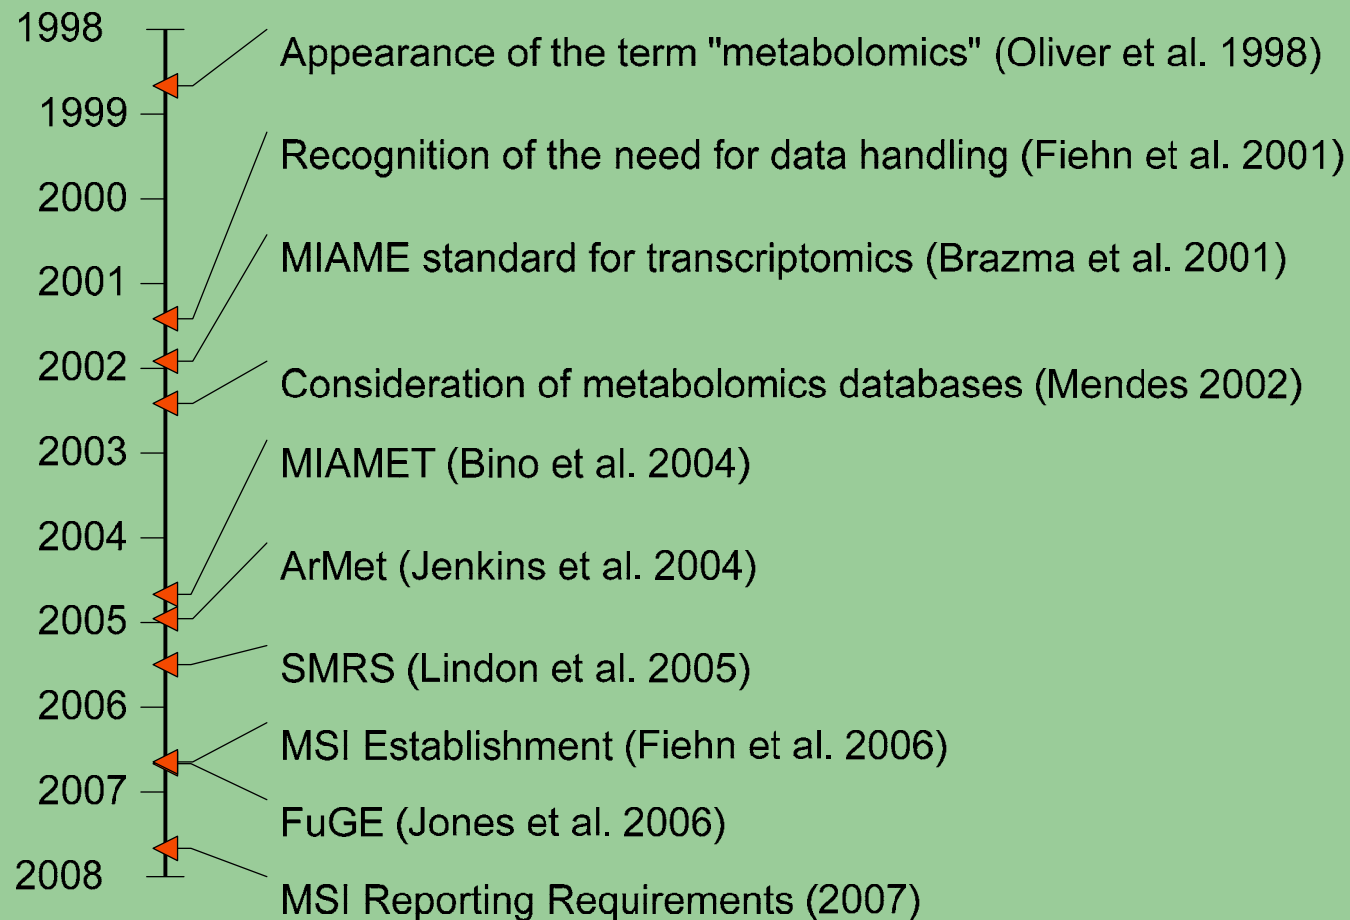 1998
Appearance of the term "metabolomics" (Oliver et al. 1998)
1999
Recognition of the need for data handling (Fiehn et al. 2001)
2000
MIAME standard for transcriptomics (Brazma et al. 2001)
2001
2002
Consideration of metabolomics databases (Mendes 2002)
2003
MIAMET (Bino et al. 2004)
2004
ArMet (Jenkins et al. 2004)
2005
SMRS (Lindon et al. 2005)
2006
MSI Establishment (Fiehn et al. 2006)
2007
FuGE (Jones et al. 2006)
2008
MSI Reporting Requirements (2007)